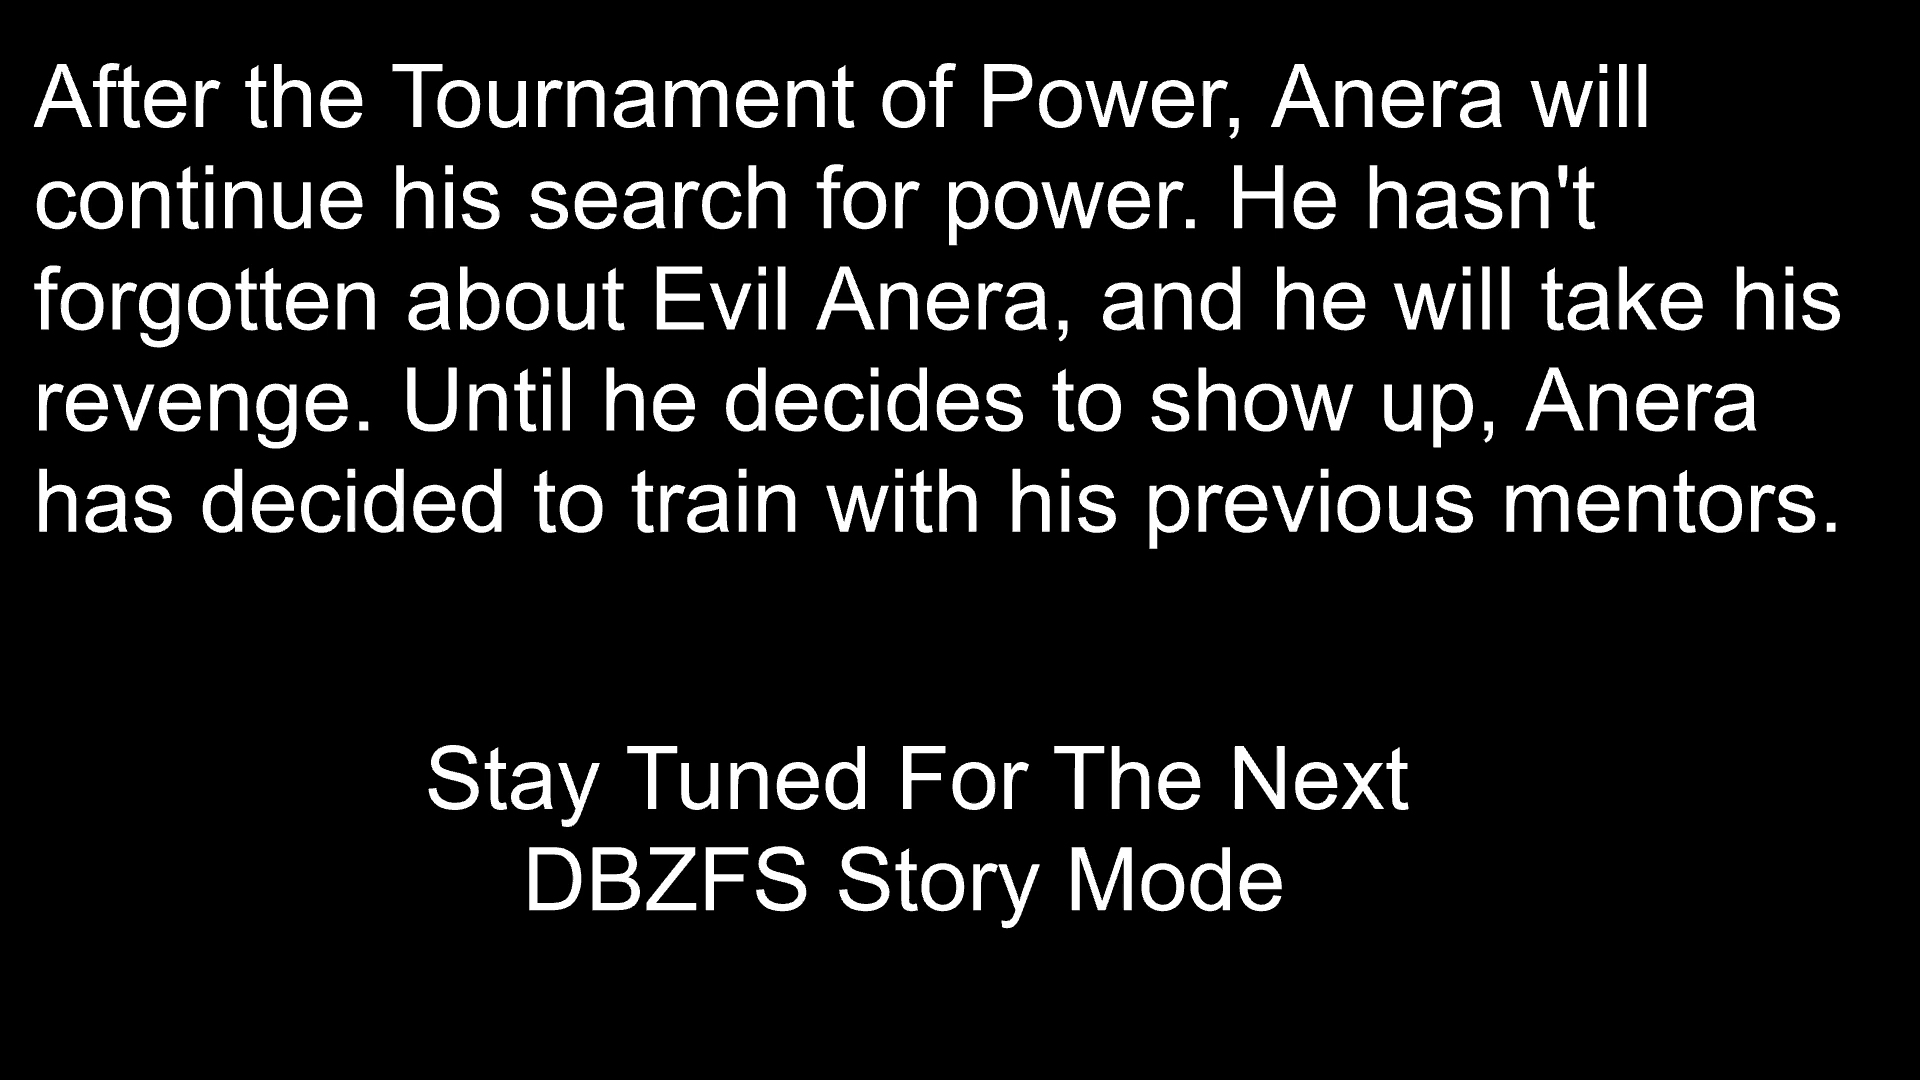 After the Tournament of Power, Anera will
continue his search for power. He hasn't
forgotten about Evil Anera, and he will take his
revenge. Until he decides to show up, Anera
has decided to train with his previous mentors.
Stay Tuned For The Next
DBZFS Story Mode